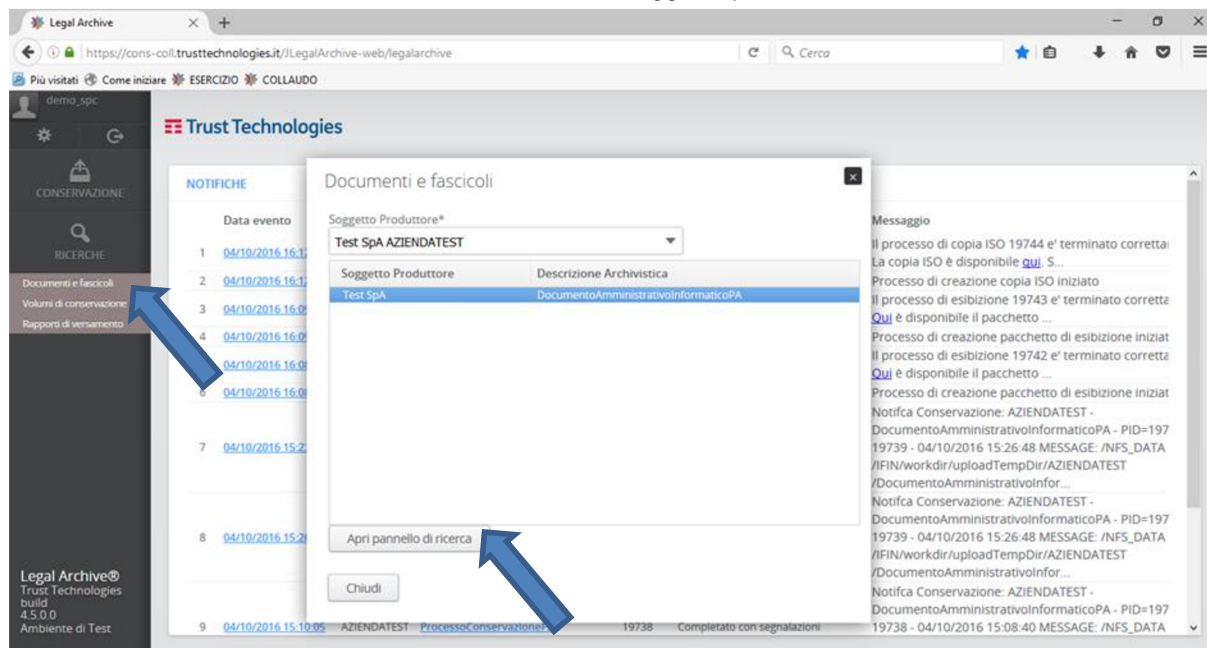 Legal Archive
https://cons-coll.trusttechnologies.it/JLegalArchive-web/legalarchive
Cerca
Più visitati Come iniziare ESERCIZIO COLLAUDO
demo_spc
Trust Technologies
CONSERVAZIONE
RICERCHE
Documenti e fascicoli
Volumi di conservazione
Rapporti di versamento
Legal Archive®
Trust Technologies
build
4.5.0.0
Ambiente di Test
NOTIFICHE
Data evento
1 04/10/2016 16:1
2 04/10/2016 16:1
3 04/10/2016 16:0
4 04/10/2016 16:0
04/10/2016 16:0
6 04/10/2016 16:0
7 04/10/2016 15:2
8 04/10/2016 15:2
9 04/10/2016 15:10:05 AZIENDATEST 19738 Completato con segnalazioni
Documenti e fascicoli
Soggetto Produttore*
Test SpA AZIENDATEST
Soggetto Produttore Descrizione Archivistica
Test SpA DocumentoAmministrativoInformaticoPA
Apri pannello di ricerca
Chiudi
Messaggio
Il processo di copia ISO 19744 e' terminato corretta
La copia ISO è disponibile qui. S...
Processo di creazione copia ISO iniziato
Il processo di esibizione 19743 e' terminato corretta
Qui è disponibile il pacchetto ...
Processo di creazione pacchetto di esibizione iniziat
Il processo di esibizione 19742 e' terminato corretta
Qui è disponibile il pacchetto ...
Processo di creazione pacchetto di esibizione iniziat
Notifca Conservazione: AZIENDATEST -
DocumentoAmministrativoInformaticoPA - PID=197
19739 - 04/10/2016 15:26:48 MESSAGE: /NFS_DATA
/IFIN/workdir/uploadTempDir/AZIENDATEST
/DocumentoAmministrativoInfor...
Notifca Conservazione: AZIENDATEST -
DocumentoAmministrativoInformaticoPA - PID=197
19739 - 04/10/2016 15:26:48 MESSAGE: /NFS_DATA
/IFIN/workdir/uploadTempDir/AZIENDATEST
/DocumentoAmministrativoInfor...
Notifca Conservazione: AZIENDATEST -
DocumentoAmministrativoInformaticoPA - PID=197
19738 - 04/10/2016 15:08:40 MESSAGE: /NFS_DATA